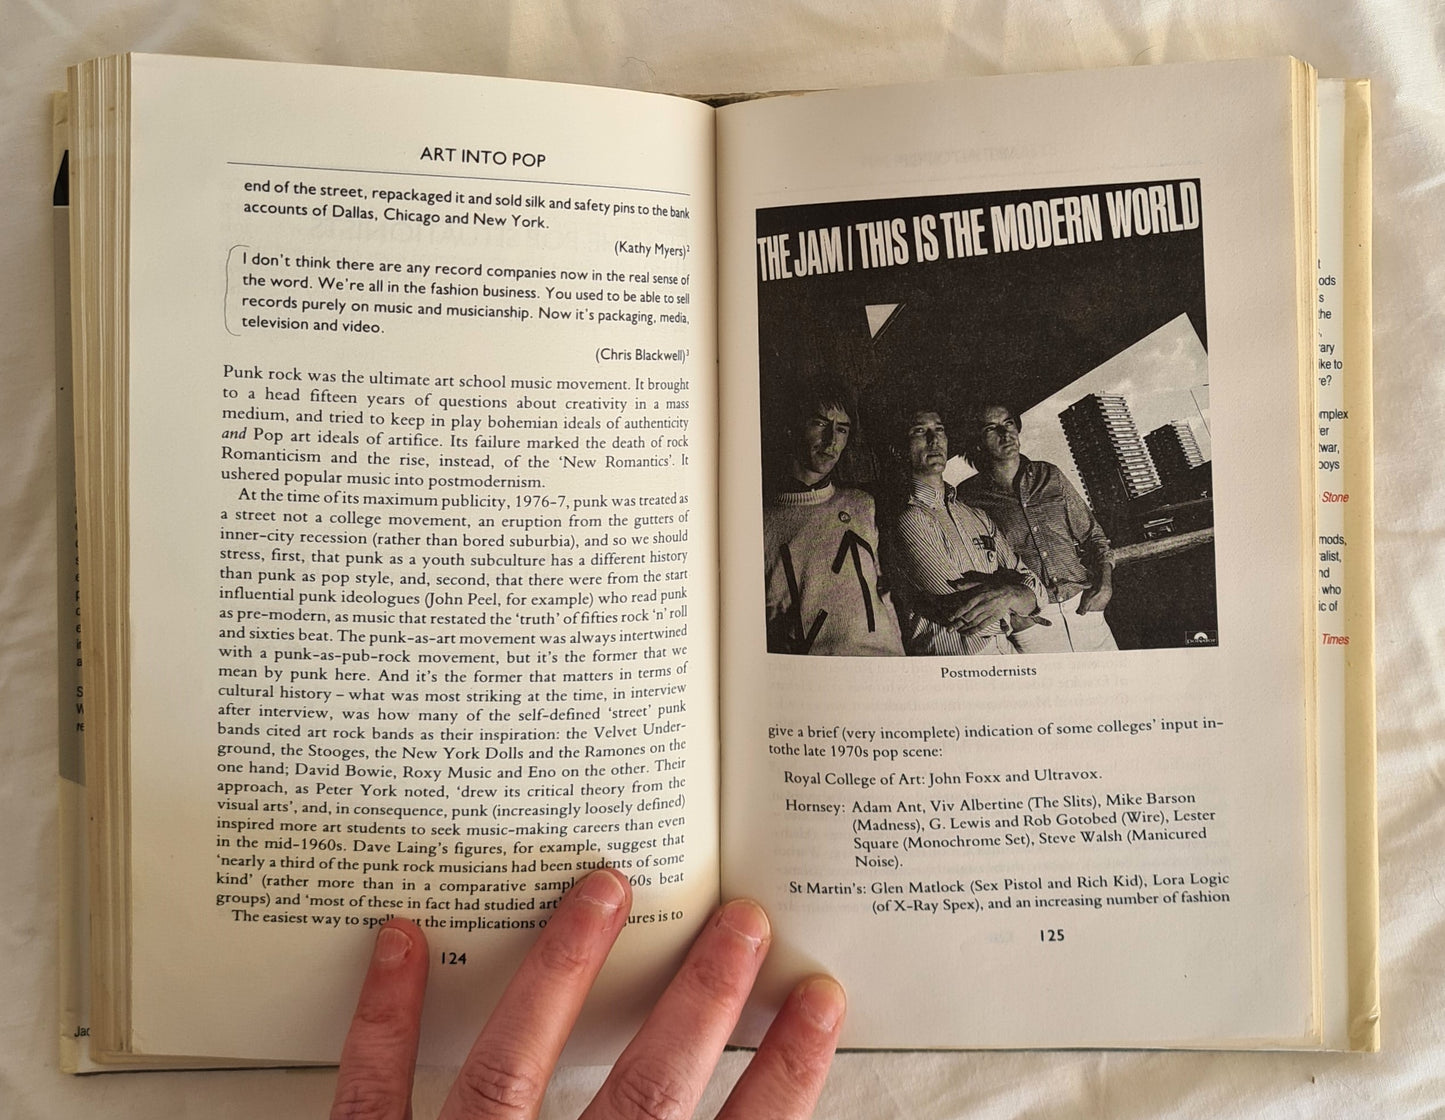 ART INTO POP
end of the street, repackaged it and sold silk and safety pins to the bank
accounts of Dallas, Chicago and New York.
(Kathy Myers)²
I don't think there are any record companies now in the real sense of
the word. We're all in the fashion business. You used to be able to sell
records purely on music and musicianship. Now it's packaging, media,
television and video.
(Chris Blackwell)³
Punk rock was the ultimate art school music movement. It brought
to a head fifteen years of questions about creativity in a mass
medium, and tried to keep in play bohemian ideals of authenticity
and Pop art ideals of artifice. Its failure marked the death of rock
Romanticism and the rise, instead, of the 'New Romantics'. It
ushered popular music into postmodernism.
At the time of its maximum publicity, 1976–7, punk was treated as
a street not a college movement, an eruption from the gutters of
inner-city recession (rather than bored suburbia), and so we should
stress, first, that punk as a youth subculture has a different history
than punk as pop style, and, second, that there were from the start
influential punk ideologues (John Peel, for example) who read punk
as pre-modern, as music that restated the 'truth' of fifties rock 'n' roll
and sixties beat. The punk-as-art movement was always intertwined
with a punk-as-pub-rock movement, but it's the former that we
mean by punk here. And it's the former that matters in terms of
cultural history – what was most striking at the time, in interview
after interview, was how many of the self-defined 'street' punk
bands cited art rock bands as their inspiration: the Velvet Under-
ground, the Stooges, the New York Dolls and the Ramones on the
one hand; David Bowie, Roxy Music and Eno on the other. Their
approach, as Peter York noted, 'drew its critical theory from the
visual arts', and, in consequence, punk (increasingly loosely defined)
inspired more art students to seek music-making careers than even
in the mid-1960s. Dave Laing's figures, for example, suggest that
'nearly a third of the punk rock musicians had been students of some
kind' (rather more than in a comparative 60s beat
groups) and 'most of these in fact had studied art
The easiest way to the implications of is to
124
THE JAM / THIS IS THE MODERN WORLD
Postmodernists
give a brief (very incomplete) indication of some colleges' input in-
tothe late 1970s pop scene:
Royal College of Art: John Foxx and Ultravox.
Hornsey: Adam Ant, Viv Albertine (The Slits), Mike Barson
(Madness), G. Lewis and Rob Gotobed (Wire), Lester
Square (Monochrome Set), Steve Walsh (Manicured
Noise).
St Martin's: Glen Matlock (Sex Pistol and Rich Kid), Lora Logic
(of X-Ray Spex), and an increasing number of fashion
125
the
ike to
Stone
mods,
who
ic of
Times